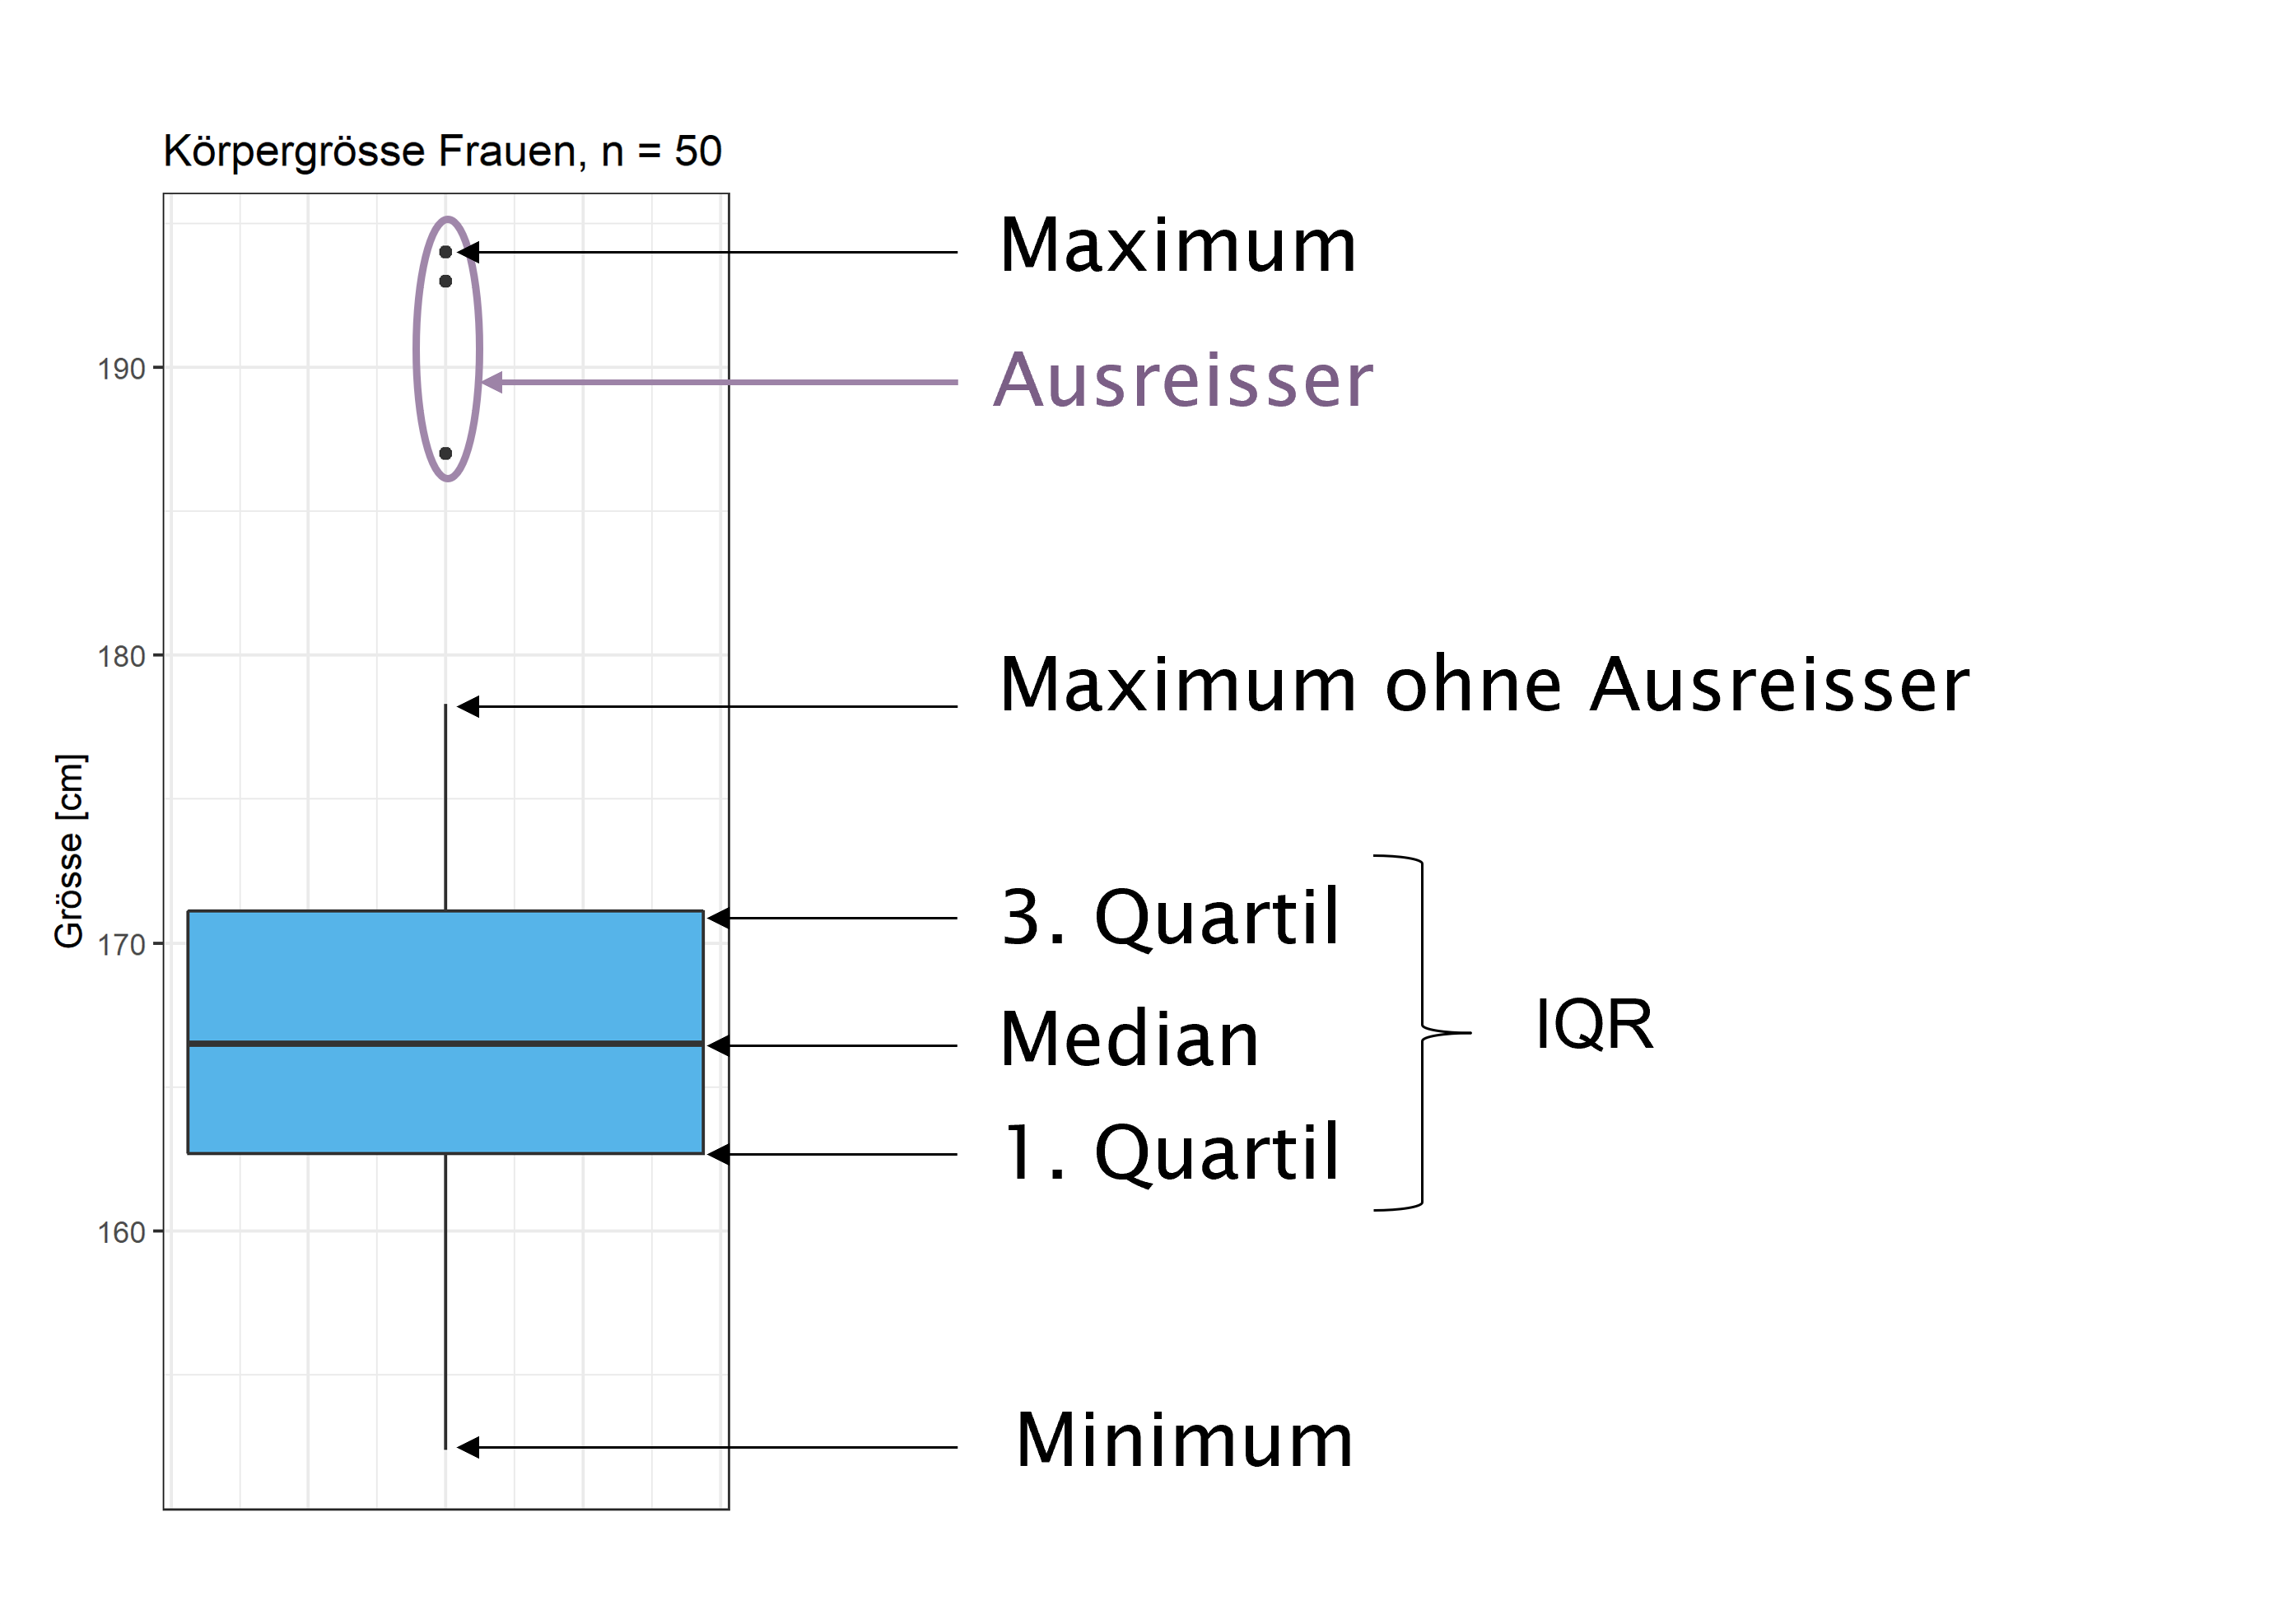 Körpergrösse Frauen, n = 50
Maximum
Ausreisser
190
180
Maximum ohne Ausreisser
Grösse [cm]
3. Quartil
170
Median
IQR
1. Quartil
160
Minimum